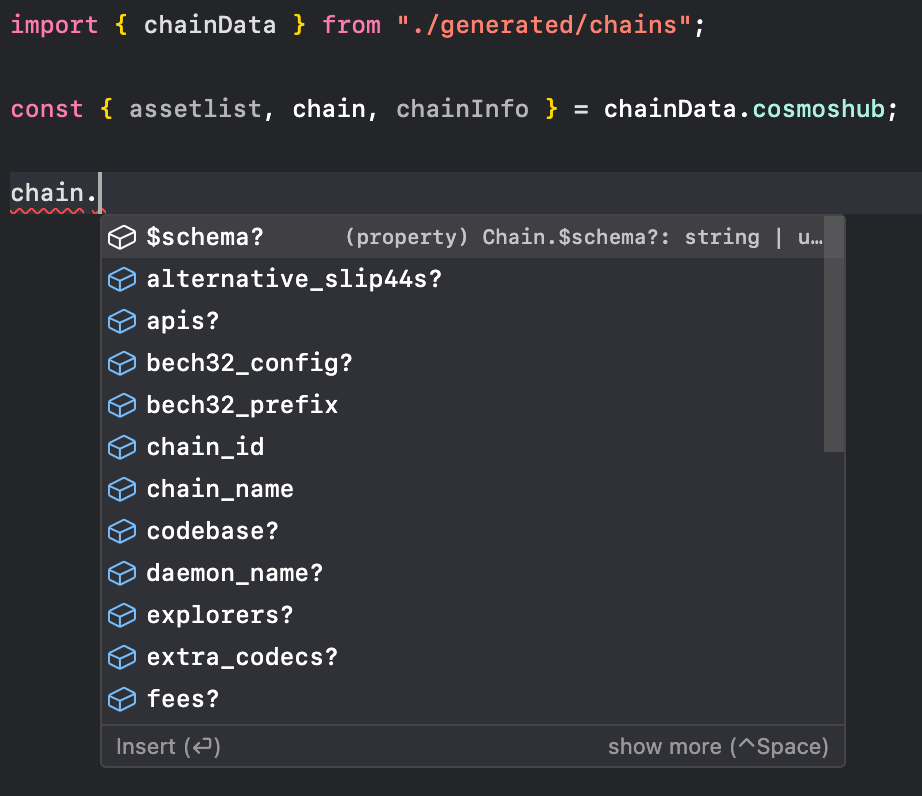 import { chainData } from "./generated/chains";
const { assetlist, chain, chainInfo } = chainData.cosmoshub;
chain.
$schema? (property) Chain.$schema?: string | u…
alternative_slip44s?
apis?
bech32_config?
bech32_prefix
chain_id
chain_name
codebase?
daemon_name?
explorers?
extra_codecs?
fees?
Insert (⏎) show more (^Space)